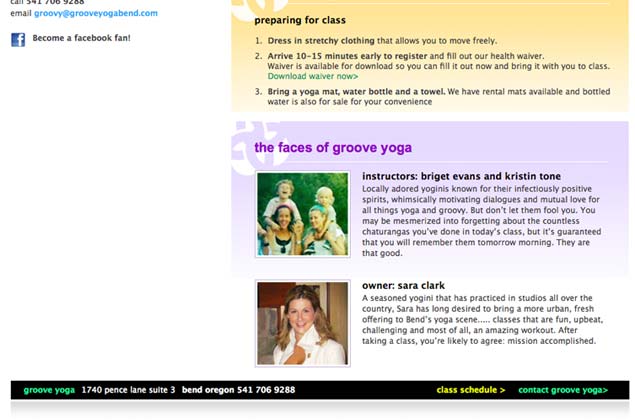 call 541 706 9288
email groovy@grooveyogabend.com
Become a facebook fan!
preparing for class
1. Dress in stretchy clothing that allows you to move freely.
2. Arrive 10-15 minutes early to register and fill out our health waiver.
Waiver is available for download so you can fill it out now and bring it with you to class.
Download waiver now>
3. Bring a yoga mat, water bottle and a towel. We have rental mats available and bottled
water is also for sale for your convenience
the faces of groove yoga
instructors: briget evans and kristin tone
Locally adored yoginis known for their infectiously positive
spirits, whimsically motivating dialogues and mutual love for
all things yoga and groovy. But don't let them fool you. You
may be mesmerized into forgetting about the countless
chaturangas you've done in today's class, but it's guaranteed
that you will remember them tomorrow morning. They are
that good.
owner: sara clark
A seasoned yogini that has practiced in studios all over the
country, Sara has long desired to bring a more urban, fresh
offering to Bend's yoga scene..... classes that are fun, upbeat,
challenging and most of all, an amazing workout. After
taking a class, you're likely to agree: mission accomplished.
groove yoga 1740 pence lane suite 3 bend oregon 541 706 9288 class schedule > contact groove yoga>